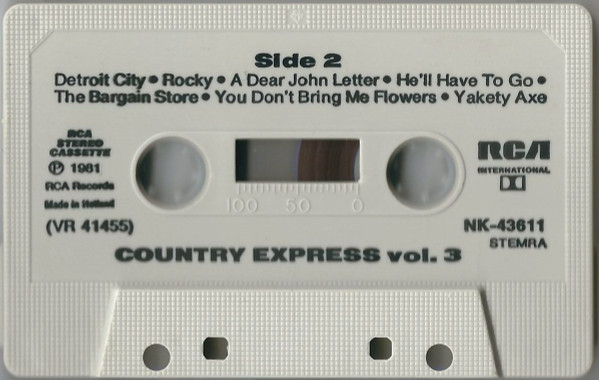 Side 2
Detroit City • Rocky • A Dear John Letter • He'll Have To Go •
The Bargain Store • You Don't Bring Me Flowers • Yakety Axe
RCA
STEREO
CASSETTE
℗ 1981
RCA Records
Made in Holland
(VR 41455)
100 50 0
RCA
INTERNATIONAL
NK-43611
STEMRA
COUNTRY EXPRESS vol. 3